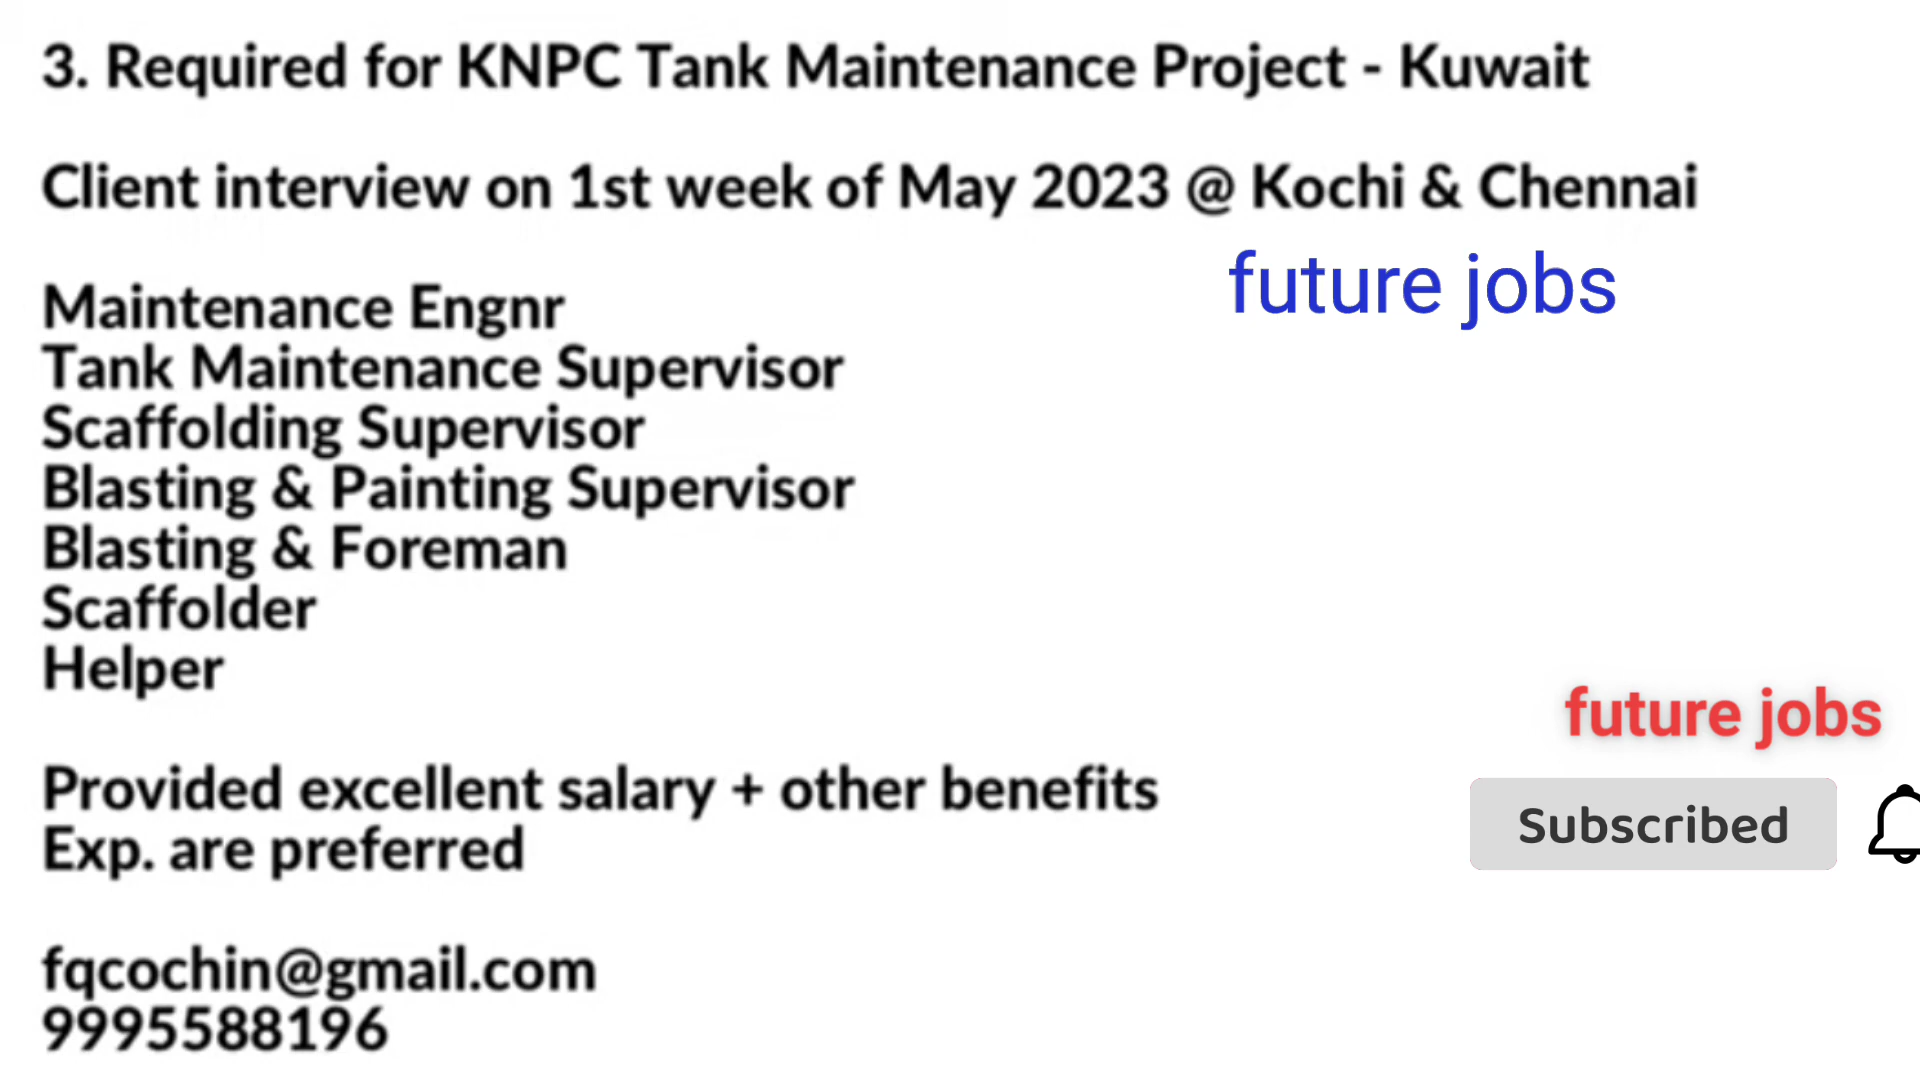 3. Required for KNPC Tank Maintenance Project - Kuwait
Client interview on 1st week of May 2023 @ Kochi & Chennai
future jobs
Maintenance Engnr
Tank Maintenance Supervisor
Scaffolding Supervisor
Blasting & Painting Supervisor
Blasting & Foreman
Scaffolder
Helper
future jobs
Provided excellent salary + other benefits
Subscribed
Exp. are preferred
fqcochin@gmail.com
9995588196